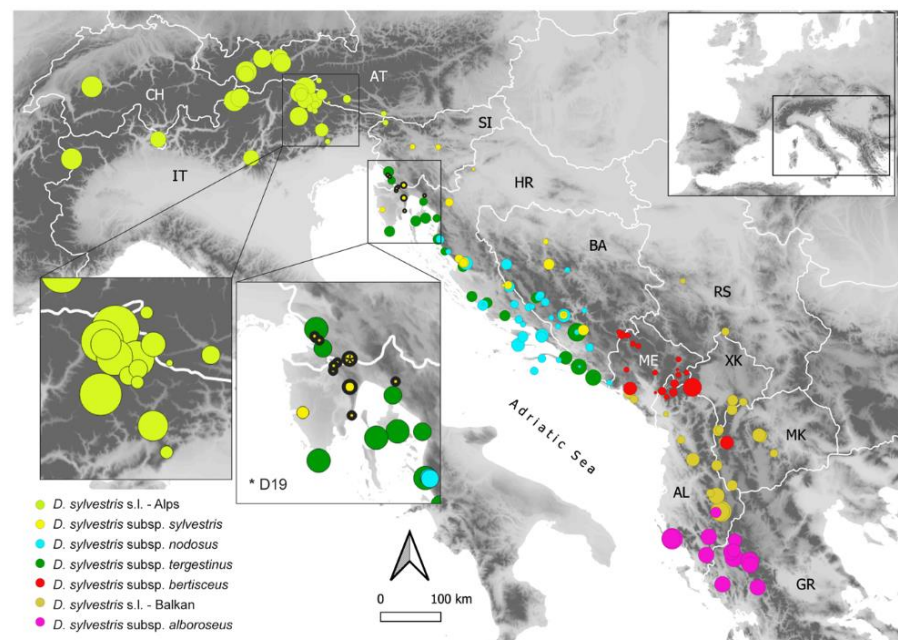 CH
AT
IT
SI
HR
BA
RS
ME
XK
MK
AL
GR
Adriatic Sea
* D19
D. sylvestris s.l. - Alps
D. sylvestris subsp. sylvestris
D. sylvestris subsp. nodosus
D. sylvestris subsp. tergestinus
D. sylvestris subsp. bertisceus
D. sylvestris s.l. - Balkan
D. sylvestris subsp. alboroseus
0 100 km